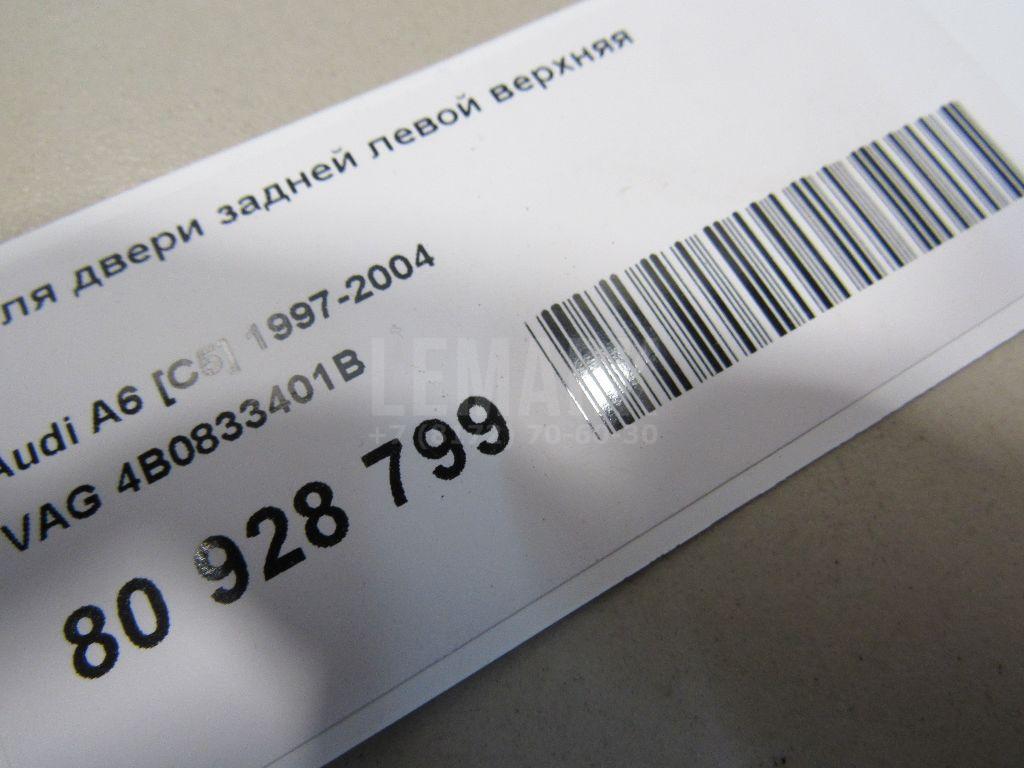 ля двери задней левой верхняя
Audi A6 [C5] 1997-2004
VAG 4B0833401B
80 928 799